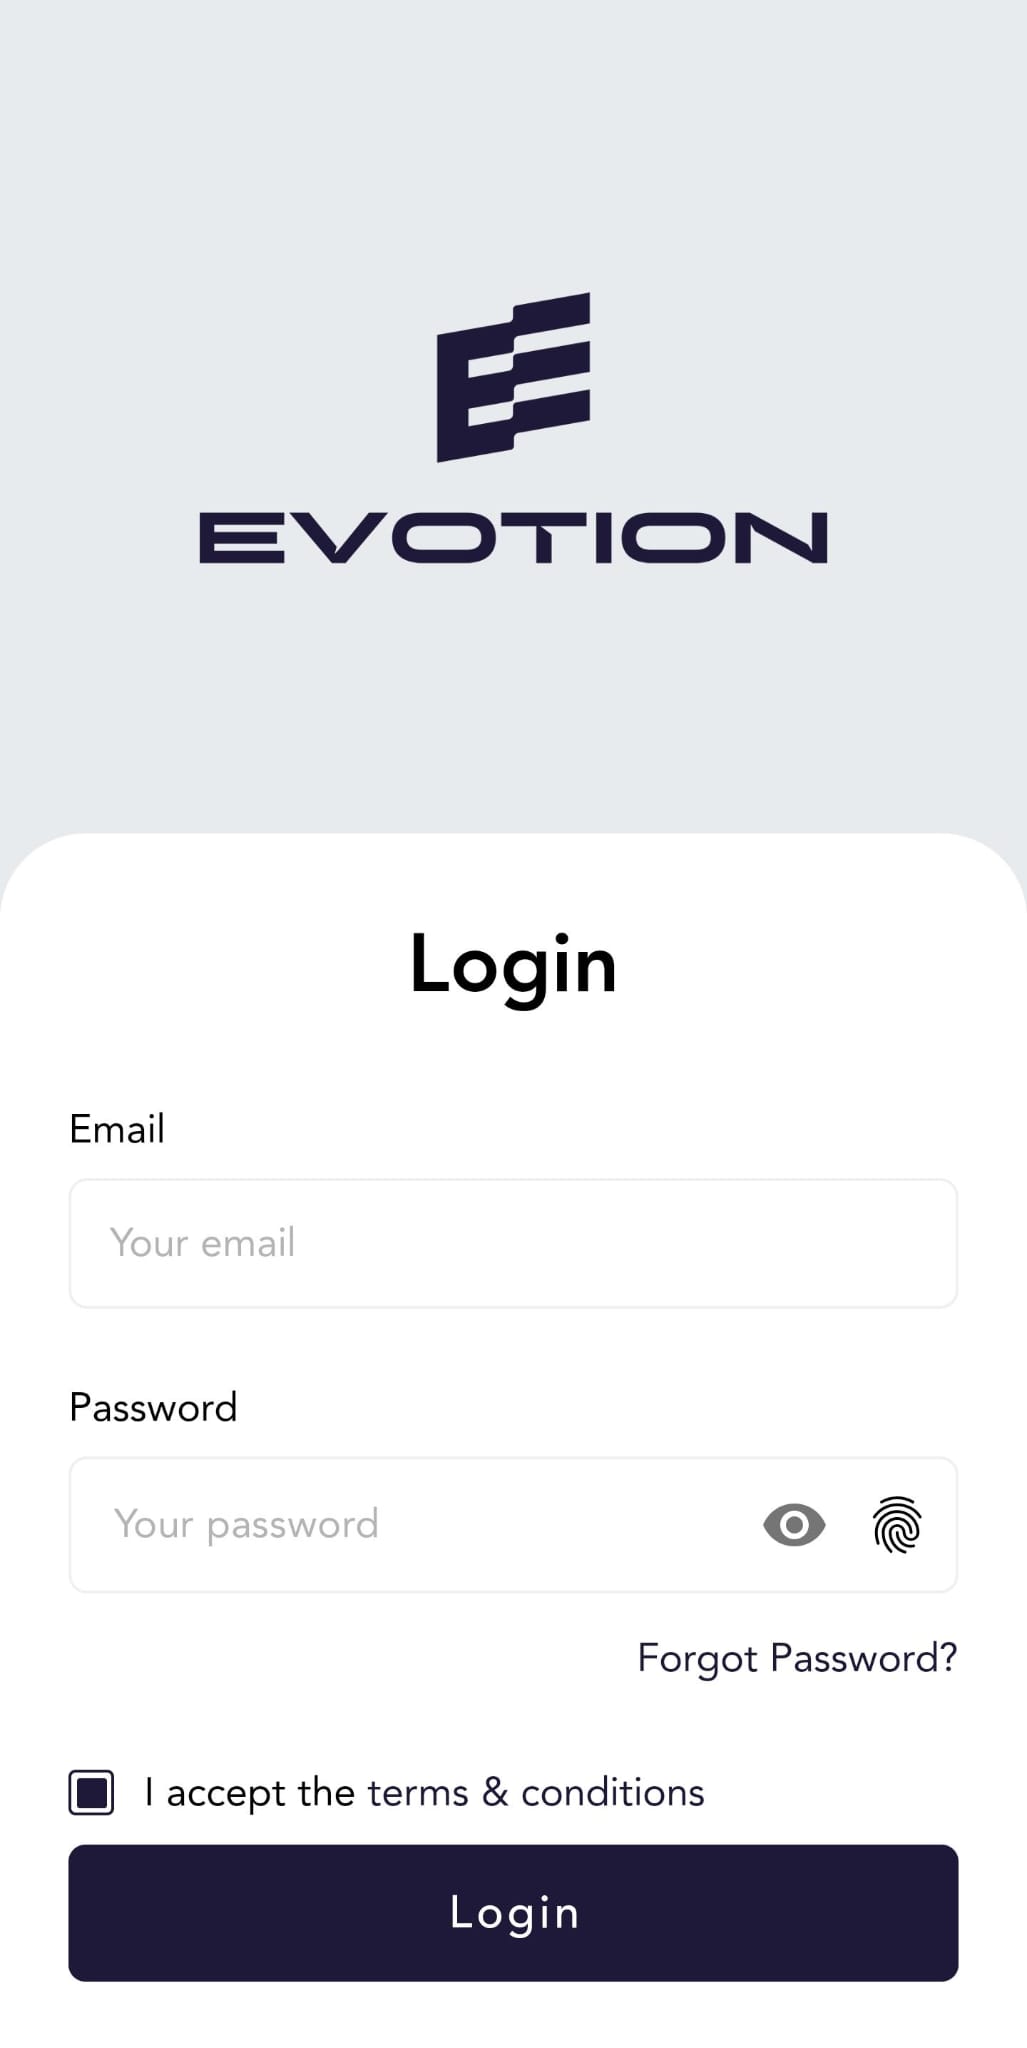 EVOTION
Login
Email
Your email
Password
Your password
Forgot Password?
I accept the terms & conditions
Login